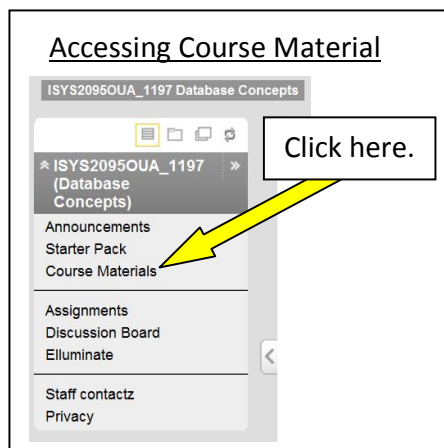 Accessing Course Material
ISYS2095OUA_1197 Database Concepts
Click here.
ISYS2095OUA_1197
(Database
Concepts)
Announcements
Starter Pack
Course Materials
Assignments
Discussion Board
Elluminate
Staff contactz
Privacy